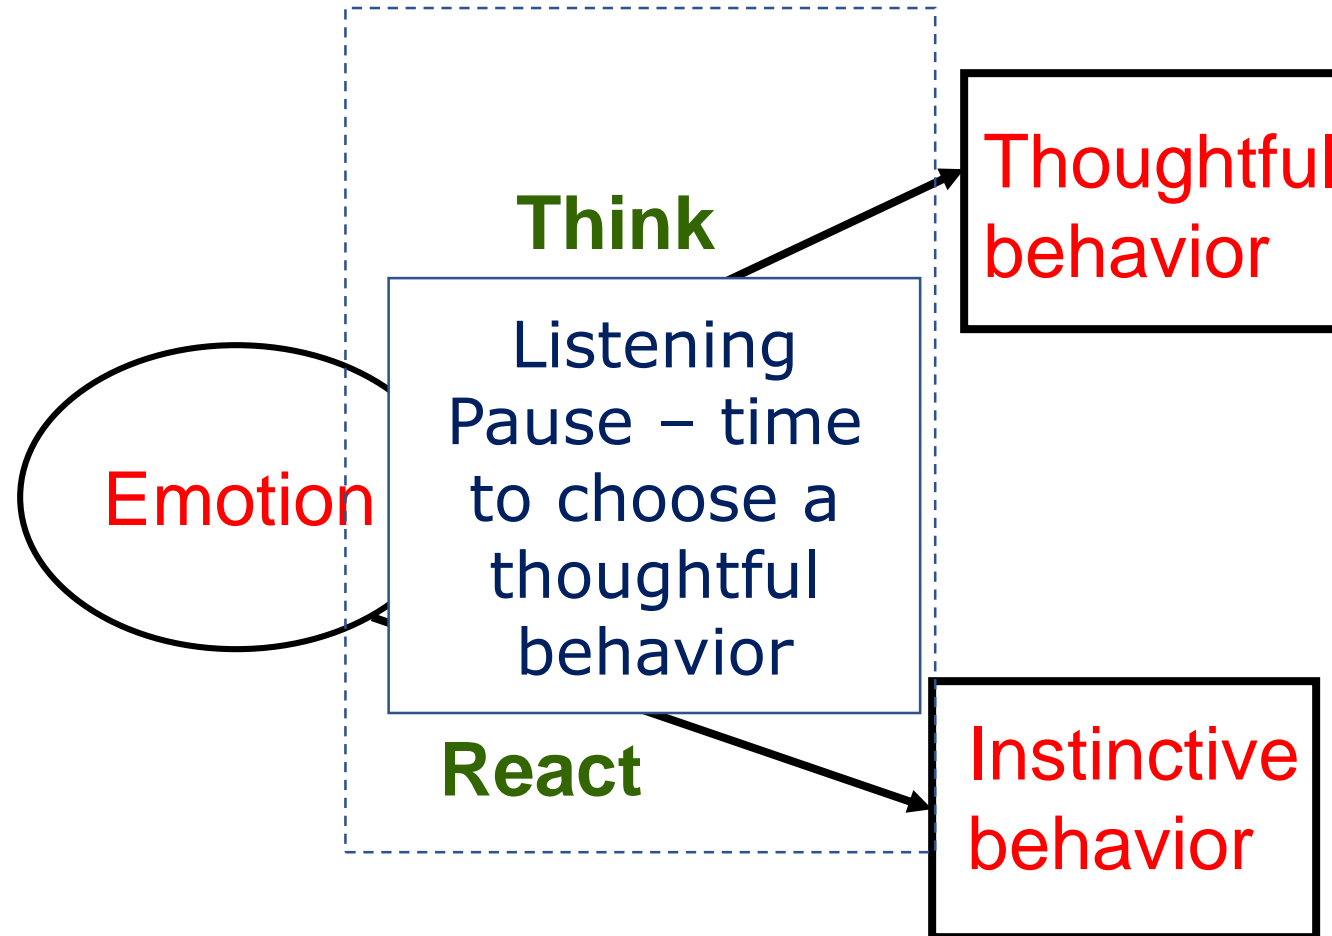 Think
Thoughtful
behavior
Listening
Pause – time
to choose a
thoughtful
behavior
Emotion
React
Instinctive
behavior